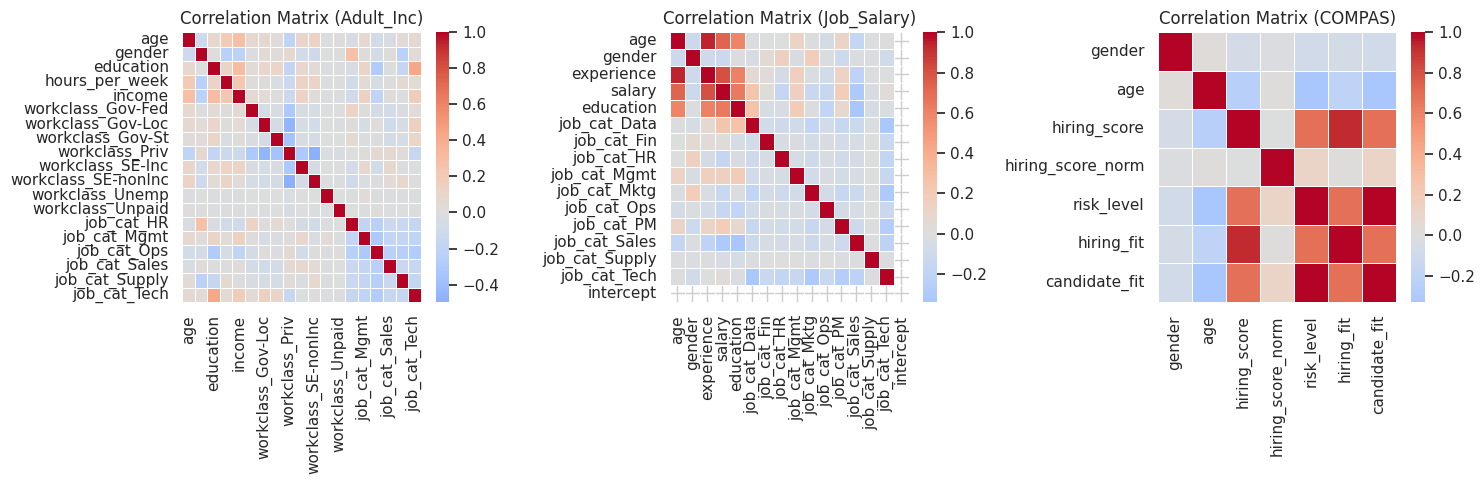 Correlation Matrix (Adult_Inc)
age
gender
education
hours_per_week
income
workclass_Gov-Fed
workclass_Gov-Loc
workclass_Gov-St
workclass_Priv
workclass_SE-Inc
workclass_SE-nonInc
workclass_Unemp
workclass_Unpaid
job_cat_HR
job_cat_Mgmt
job_cat_Ops
job_cat_Sales
job_cat_Supply
job_cat_Tech
age
education
income
workclass_Gov-Loc
workclass_Priv
workclass_SE-nonInc
workclass_Unpaid
job_cat_Mgmt
job_cat_Sales
job_cat_Tech
1.0
0.8
0.6
0.4
0.2
0.0
−0.2
−0.4
Correlation Matrix (Job_Salary)
age
gender
experience
salary
education
job_cat_Data
job_cat_Fin
job_cat_HR
job_cat_Mgmt
job_cat_Mktg
job_cat_Ops
job_cat_PM
job_cat_Sales
job_cat_Supply
job_cat_Tech
intercept
age
gender
experience
salary
education
job_cat_Data
job_cat_Fin
job_cat_HR
job_cat_Mgmt
job_cat_Mktg
job_cat_Ops
job_cat_PM
job_cat_Sales
job_cat_Supply
job_cat_Tech
intercept
1.0
0.8
0.6
0.4
0.2
0.0
−0.2
Correlation Matrix (COMPAS)
gender
age
hiring_score
hiring_score_norm
risk_level
hiring_fit
candidate_fit
gender
age
hiring_score
hiring_score_norm
risk_level
hiring_fit
candidate_fit
1.0
0.8
0.6
0.4
0.2
0.0
−0.2